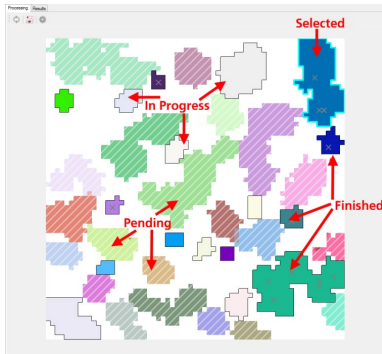 Processing Results
Selected
In Progress
Finished
Pending